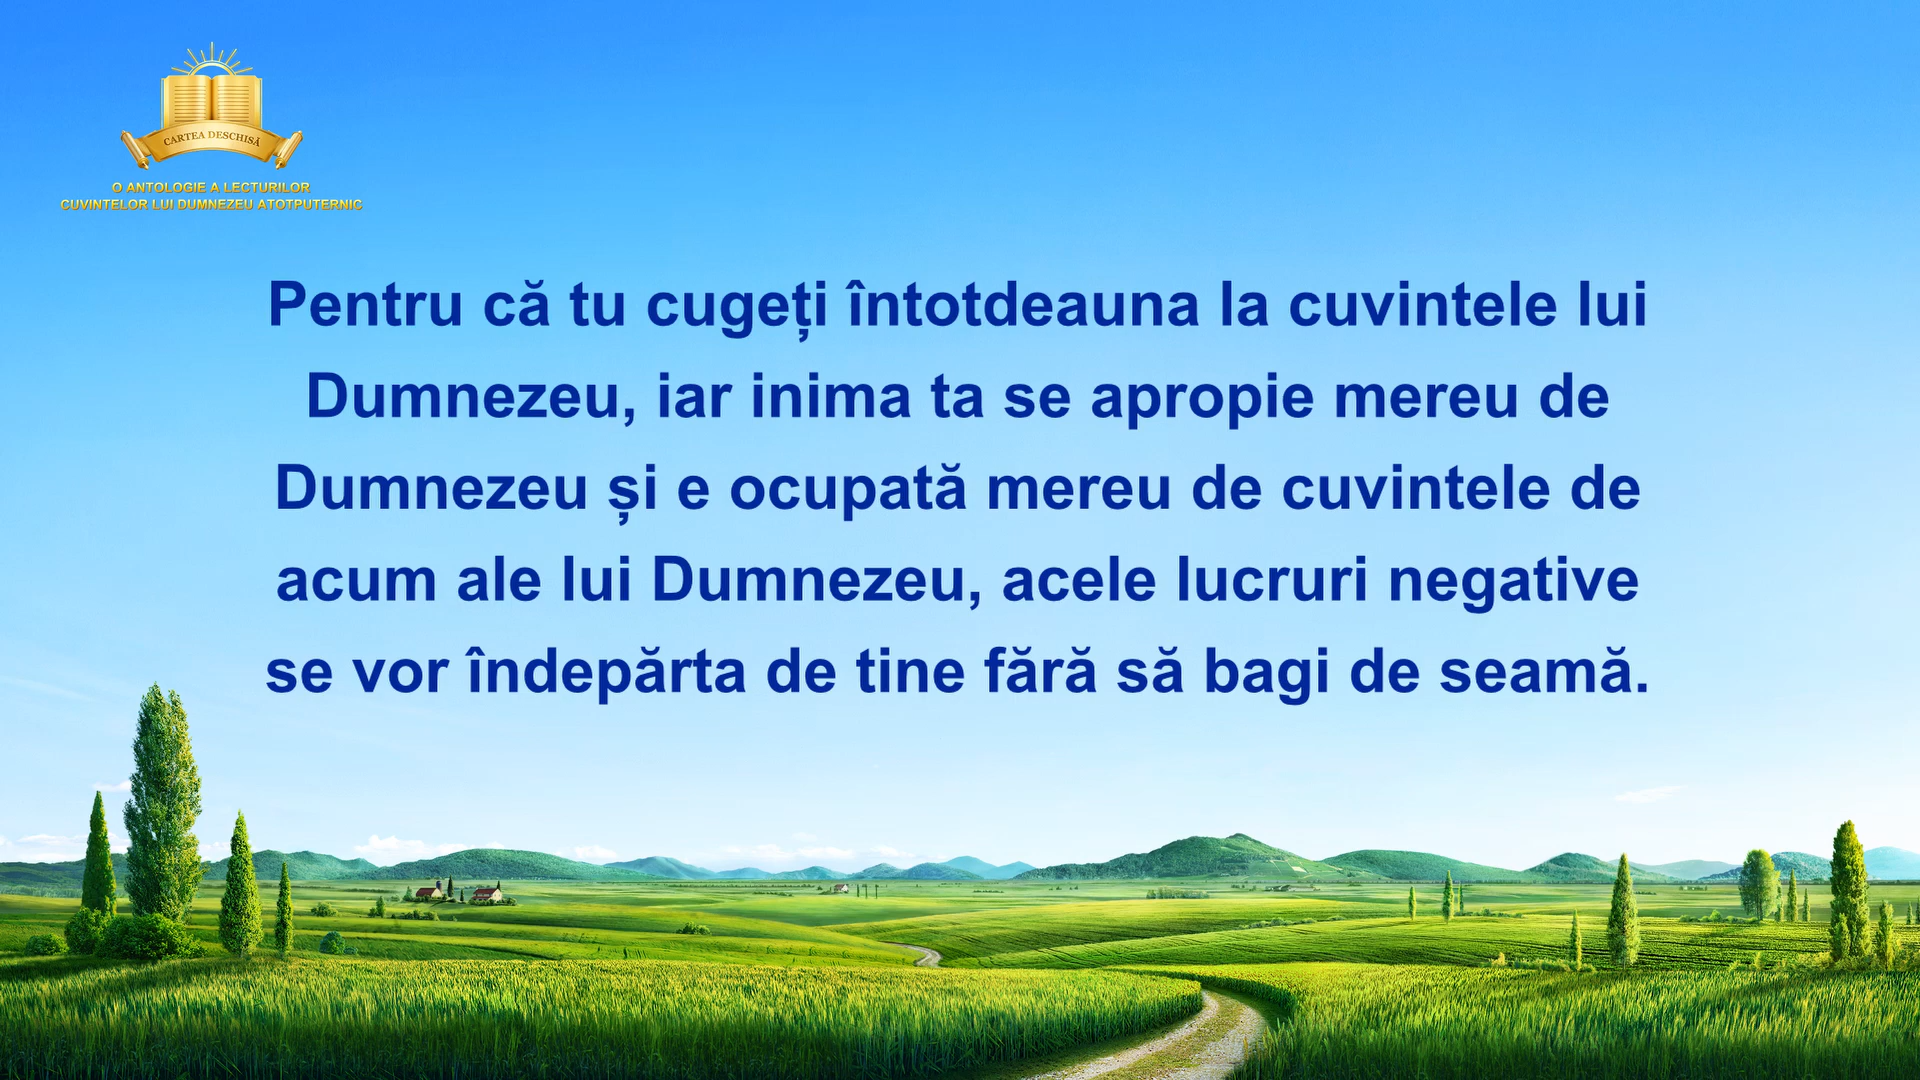 CARTEA DESCHISĂ
O ANTOLOGIE A LECTURILOR
CUVINTELOR LUI DUMNEZEU ATOTPUTERNIC
Pentru că tu cugeți întotdeauna la cuvintele lui
Dumnezeu, iar inima ta se apropie mereu de
Dumnezeu și e ocupată mereu de cuvintele de
acum ale lui Dumnezeu, acele lucruri negative
se vor îndepărta de tine fără să bagi de seamă.